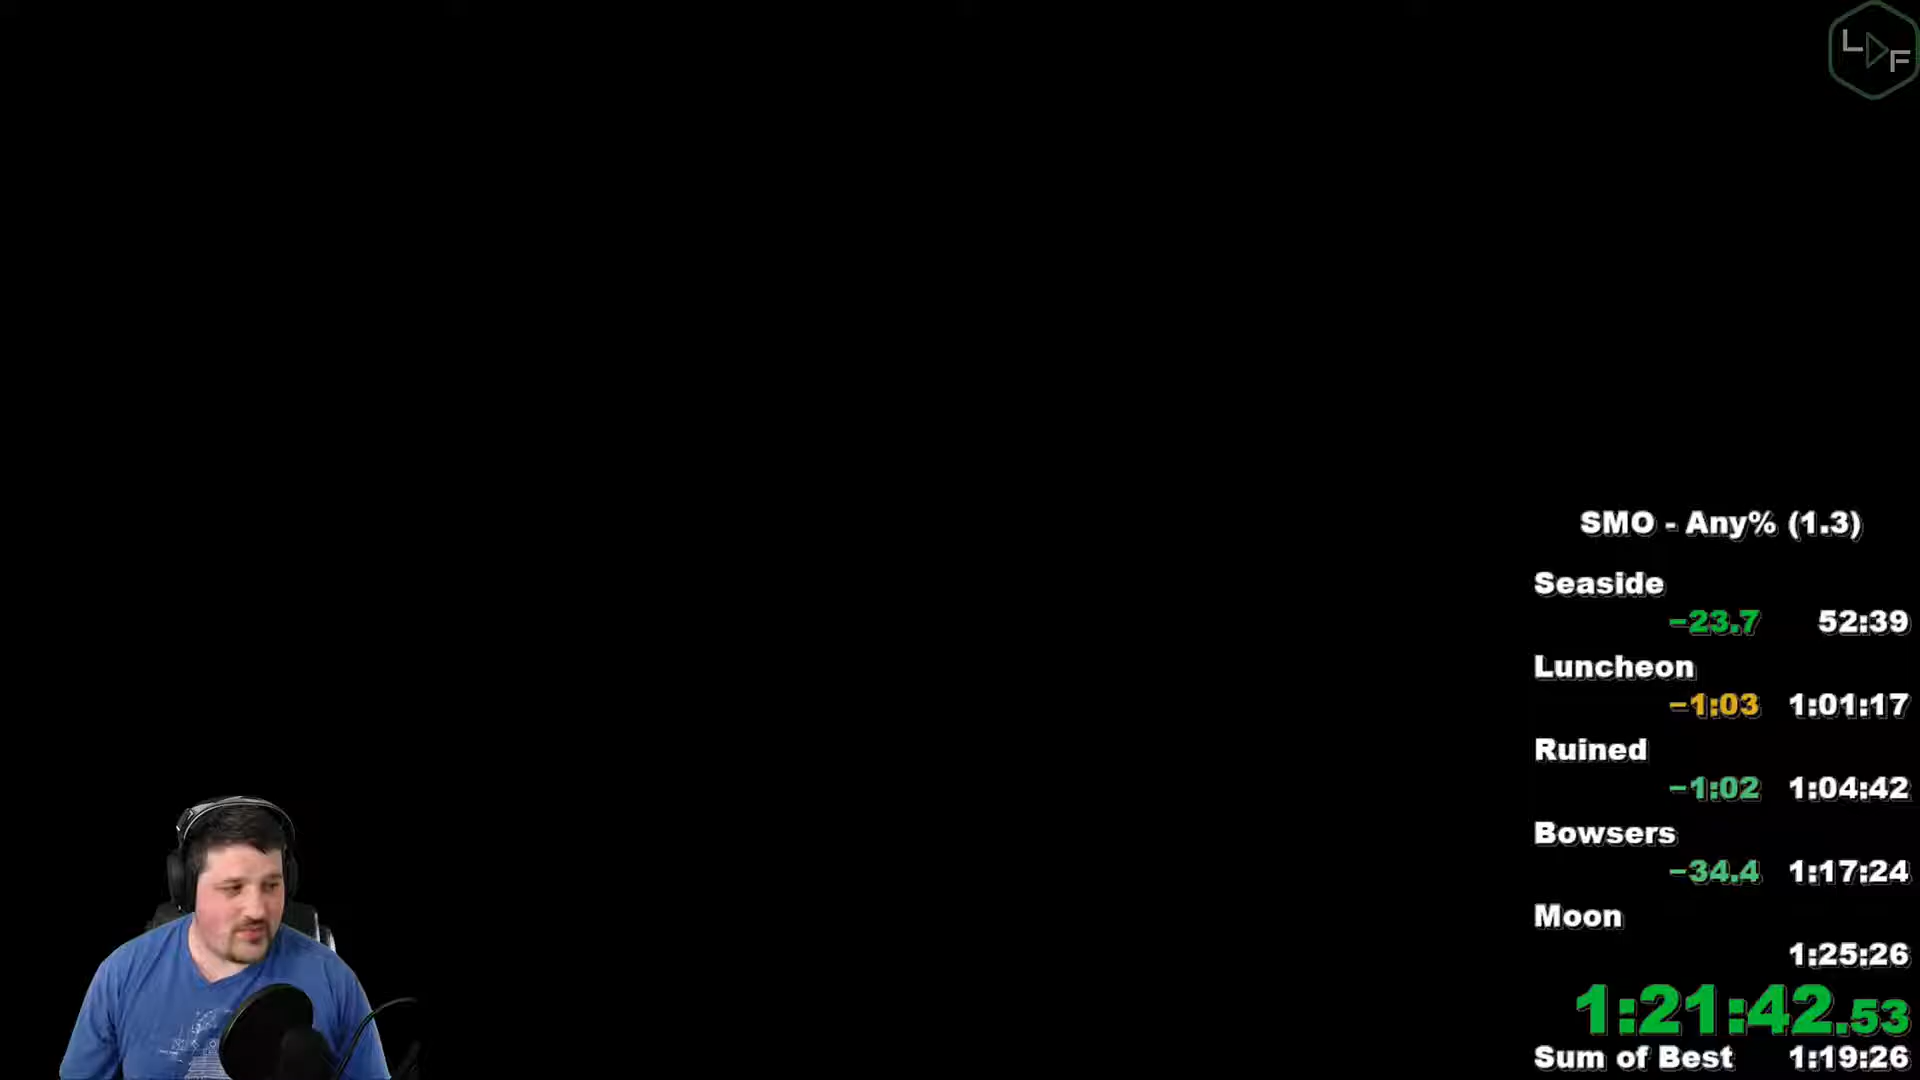 L F
SMO - Any% (1.3)
Seaside
-23.7 52:39
Luncheon
-1:03 1:01:17
Ruined
-1:02 1:04:42
Bowsers
-34.4 1:17:24
Moon
1:25:26
1:21:42.53
Sum of Best 1:19:26